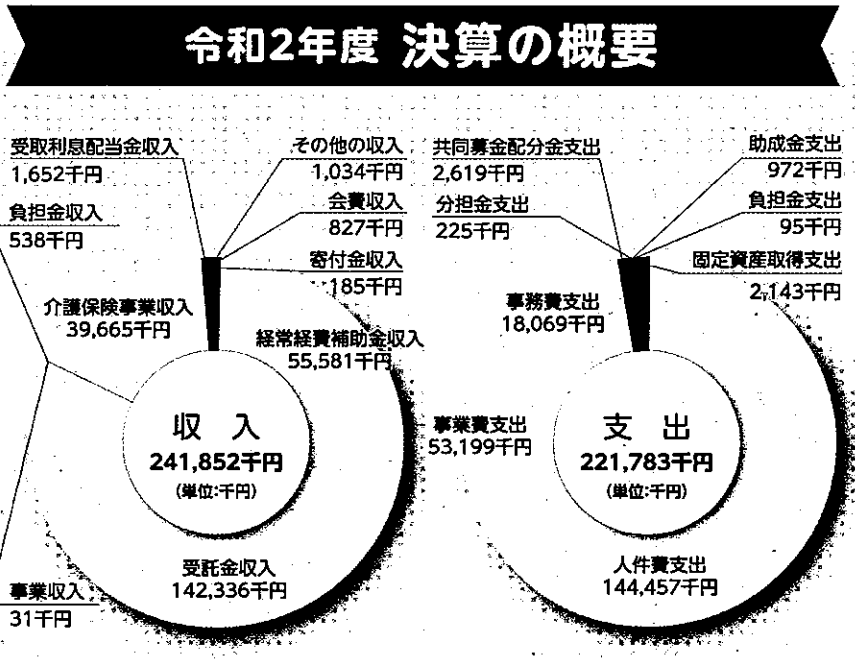 令和2年度 決算の概要
受取利息配当金収入
1,652千円
負担金収入
538千円
その他の収入
1,034千円
会費収入
827千円
寄付金収入
185千円
介護保険事業収入
39,665千円
経常経費補助金収入
55,581千円
収 入
241,852千円
(単位:千円)
受託金収入
142,336千円
事業収入
31千円
共同募金配分金支出
2,619千円
分担金支出
225千円
助成金支出
972千円
負担金支出
95千円
固定資産取得支出
2,143千円
事務費支出
18,069千円
事業費支出
53,199千円
支 出
221,783千円
(単位:千円)
人件費支出
144,457千円